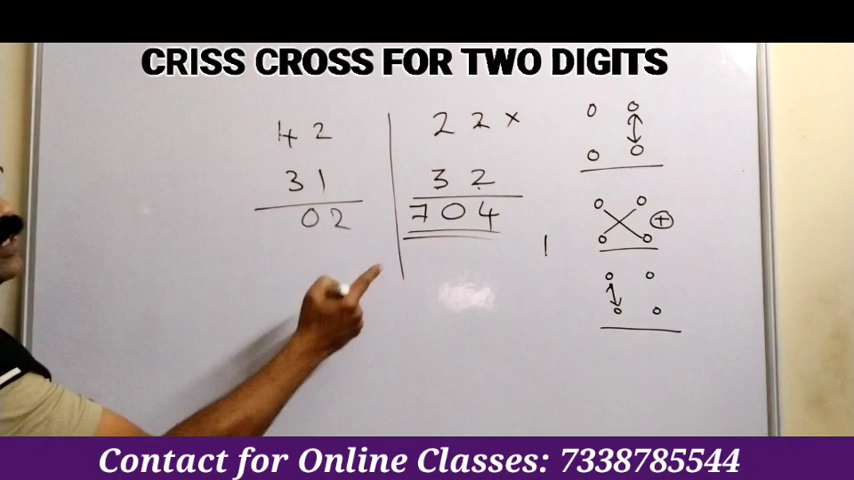 CRISS CROSS FOR TWO DIGITS
42
31
02
22 x
32
704
1
+
Contact for Online Classes: 7338785544